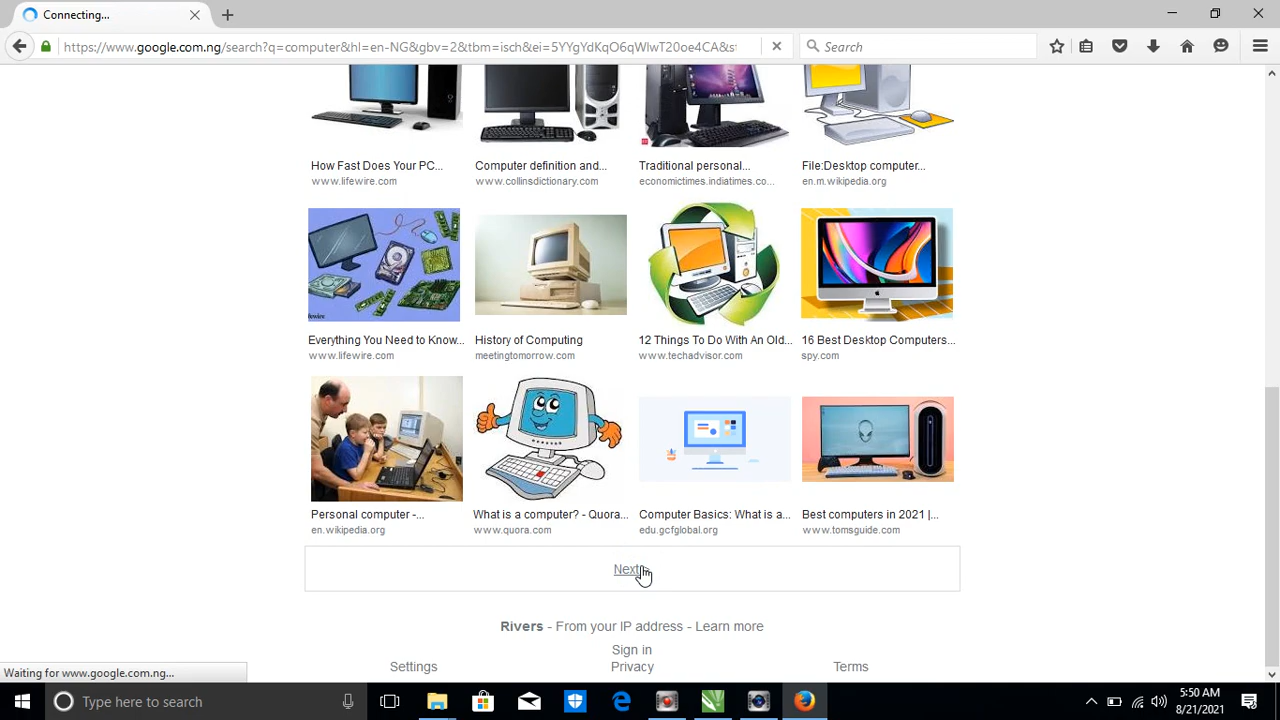 Connecting...
https://www.google.com.ng/search?q=computer&hl=en-NG&gbv=2&tbm=isch&ei=5YYgYdKqO6qWlwT20oe4CA&st
Search
How Fast Does Your PC...
Computer definition and...
Traditional personal...
File:Desktop computer...
www.lifewire.com
www.collinsdictionary.com
economictimes.indiatimes.co...
en.m.wikipedia.org
Everything You Need to Know...
History of Computing
12 Things To Do With An Old...
16 Best Desktop Computers...
www.lifewire.com
meetingtomorrow.com
www.techadvisor.com
spy.com
Personal computer -...
What is a computer? - Quora...
Computer Basics: What is a...
Best computers in 2021 |...
en.wikipedia.org
www.quora.com
edu.gcfglobal.org
www.tomsguide.com
Next
Rivers - From your IP address - Learn more
Sign in
Settings
Privacy
Terms
Waiting for www.google.com.ng...
Type here to search
5:50 AM
8/21/2021